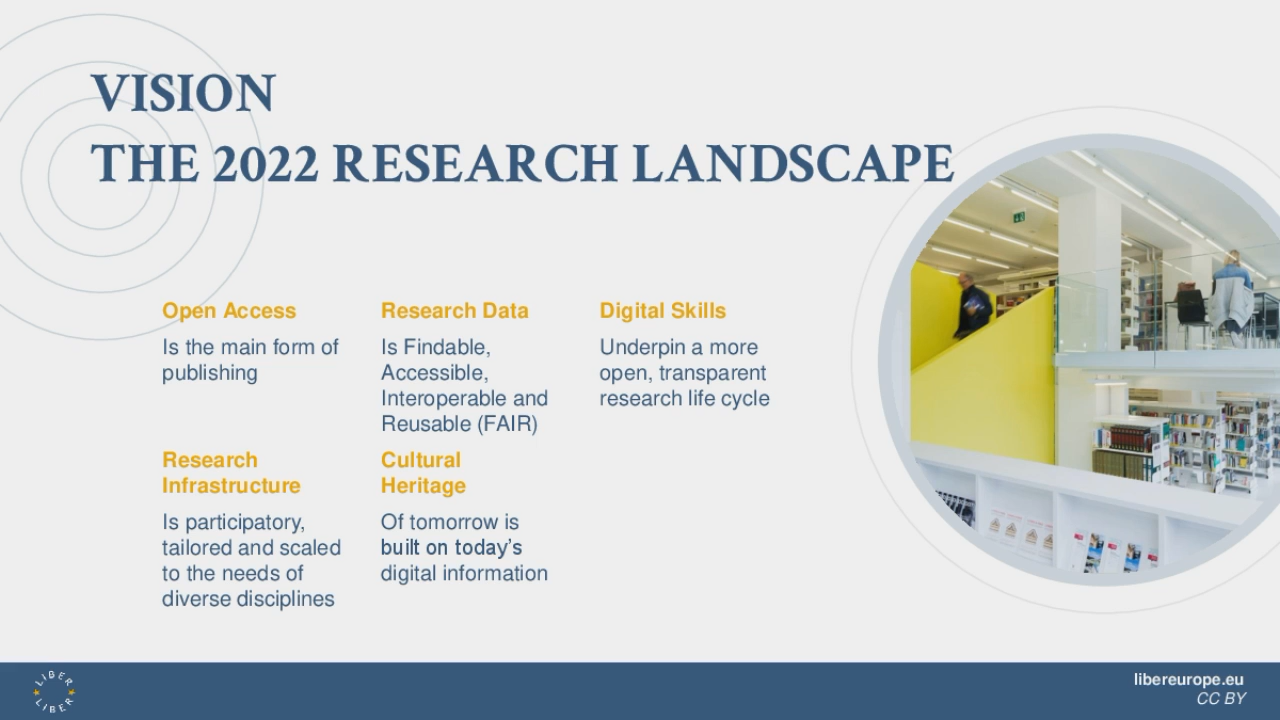 VISION
THE 2022 RESEARCH LANDSCAPE
Open Access
Is the main form of
publishing
Research Data
Is Findable,
Accessible,
Interoperable and
Reusable (FAIR)
Digital Skills
Underpin a more
open, transparent
research life cycle
Research
Infrastructure
Is participatory,
tailored and scaled
to the needs of
diverse disciplines
Cultural
Heritage
Of tomorrow is
built on today’s
digital information
LIBER
LIBER
libereurope.eu
CC BY